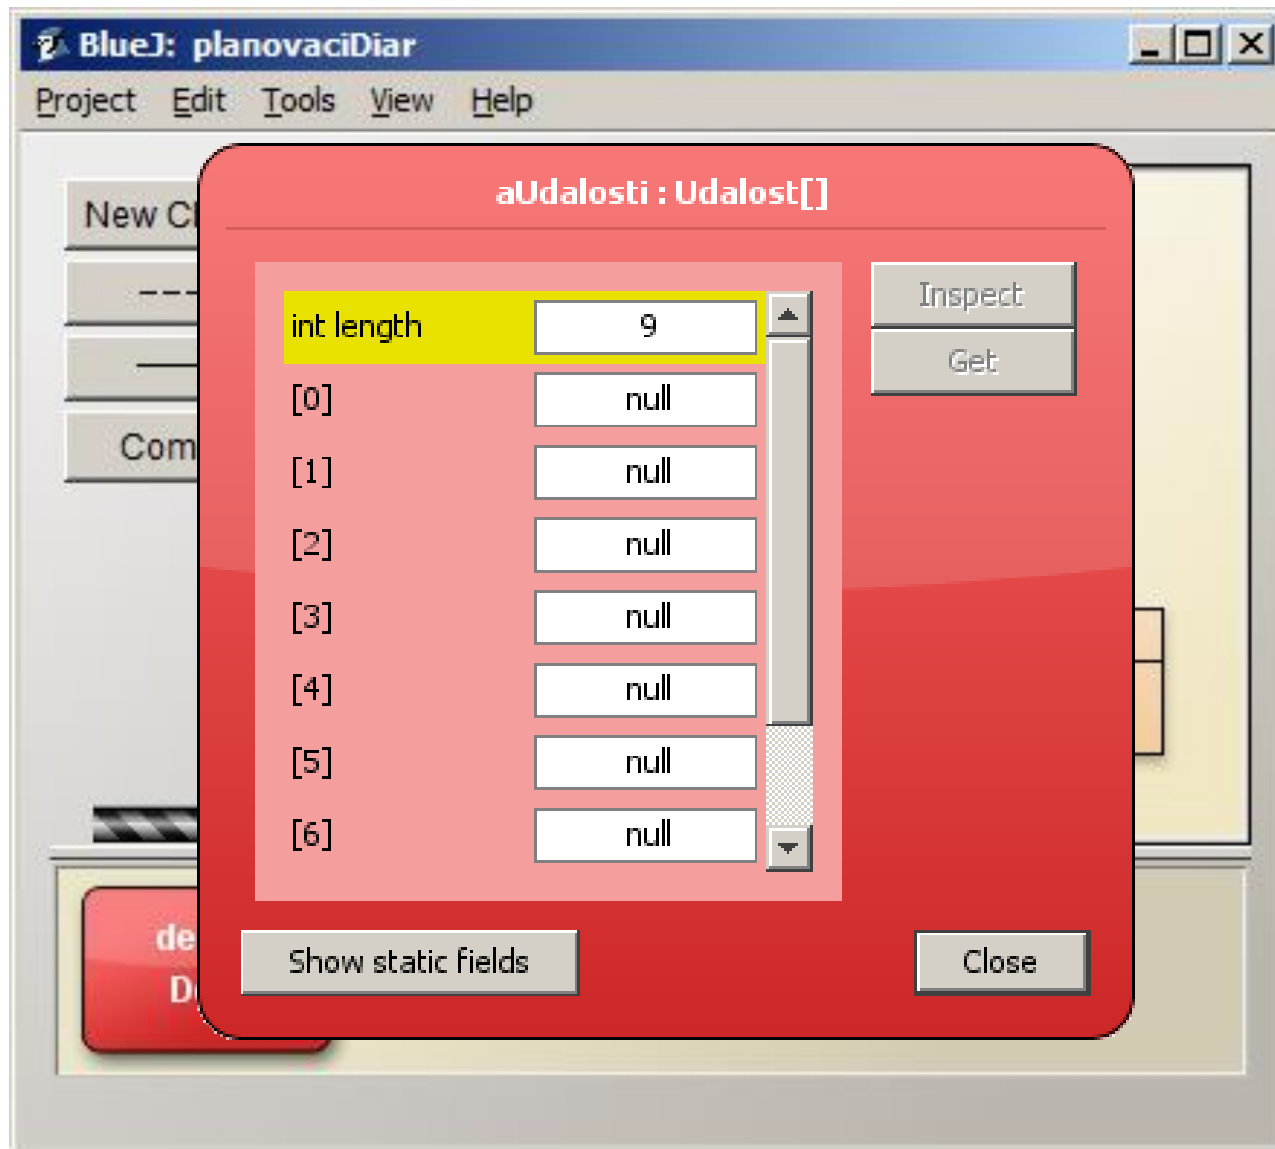 BlueJ: planovaciDiar
Project Edit Tools View Help
New Cl
aUdalosti : Udalost[]
int length 9
[0] null
[1] null
[2] null
[3] null
[4] null
[5] null
[6] null
Inspect
Get
Com
de
D
Show static fields
Close